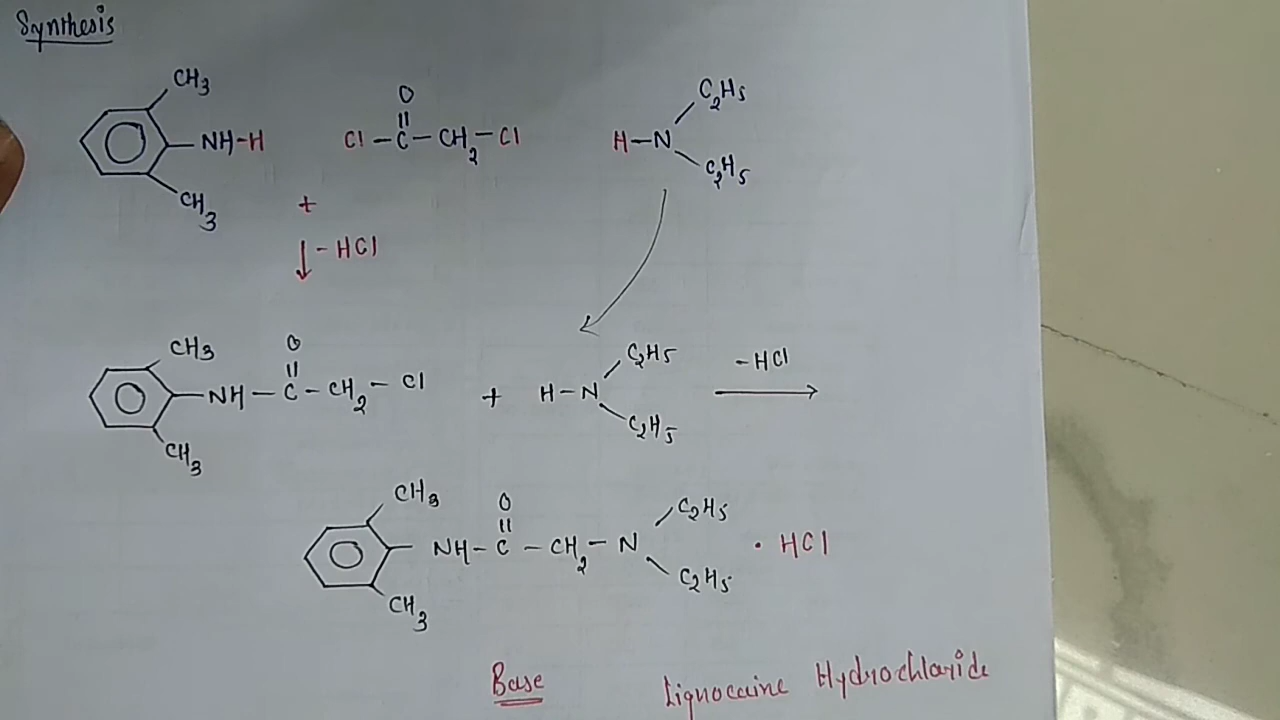 Synthesis
CH3
NH-H
CH3
O
Cl - C - CH2 - Cl
C2H5
H-N
C2H5
+
- HCl
CH3
O
NH - C - CH2 - Cl
CH3
+
C2H5
H-N
C2H5
- HCl
CH3
O
NH - C - CH2 - N
C2H5
C2H5
CH3
. HCl
Base
Lignocaine Hydrochloride